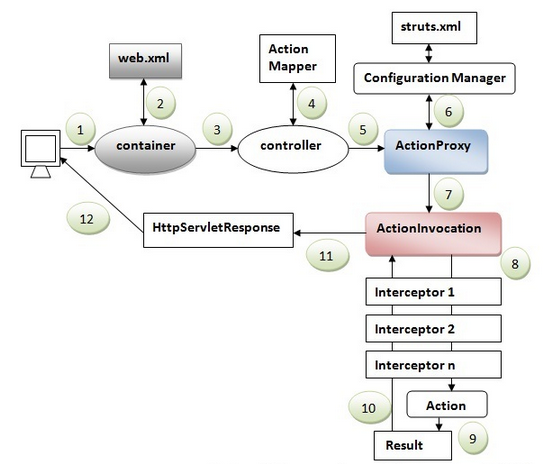 struts.xml
Action
Mapper
web.xml
Configuration Manager
2
4
6
1
3
5
container
controller
ActionProxy
7
12
HttpServletResponse
ActionInvocation
11
8
Interceptor 1
Interceptor 2
Interceptor n
10
Action
9
Result